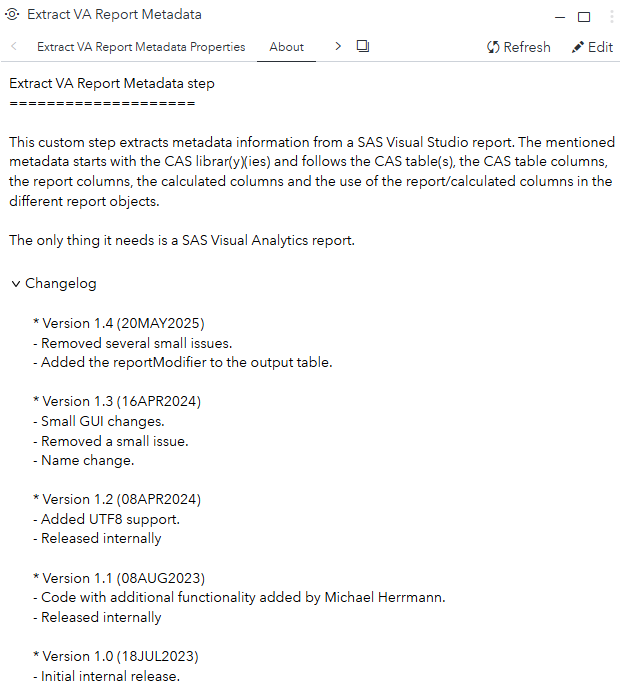 Extract VA Report Metadata
Extract VA Report Metadata Properties About Refresh Edit
Extract VA Report Metadata step
====================
This custom step extracts metadata information from a SAS Visual Studio report. The mentioned
metadata starts with the CAS librar(y)(ies) and follows the CAS table(s), the CAS table columns,
the report columns, the calculated columns and the use of the report/calculated columns in the
different report objects.
The only thing it needs is a SAS Visual Analytics report.
Changelog
* Version 1.4 (20MAY2025)
- Removed several small issues.
- Added the reportModifier to the output table.
* Version 1.3 (16APR2024)
- Small GUI changes.
- Removed a small issue.
- Name change.
* Version 1.2 (08APR2024)
- Added UTF8 support.
- Released internally
* Version 1.1 (08AUG2023)
- Code with additional functionality added by Michael Herrmann.
- Released internally
* Version 1.0 (18JUL2023)
- Initial internal release.